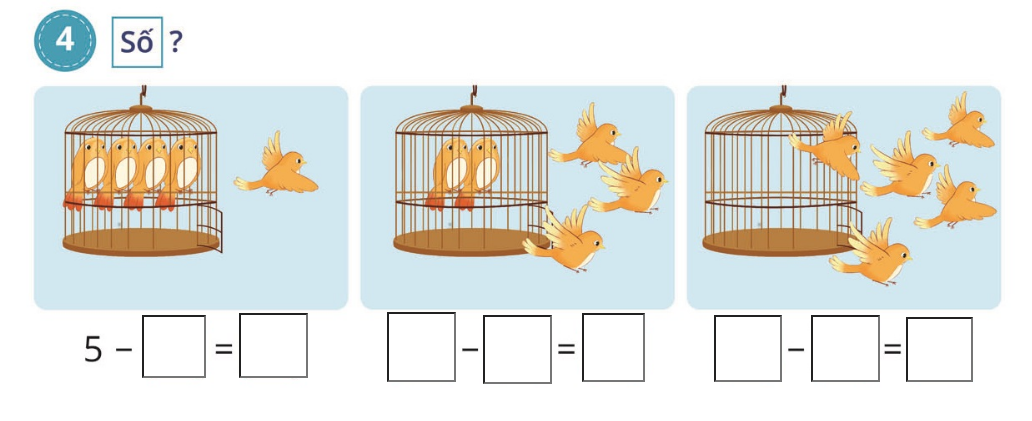 4 Số ?
5 − =
− =
− =